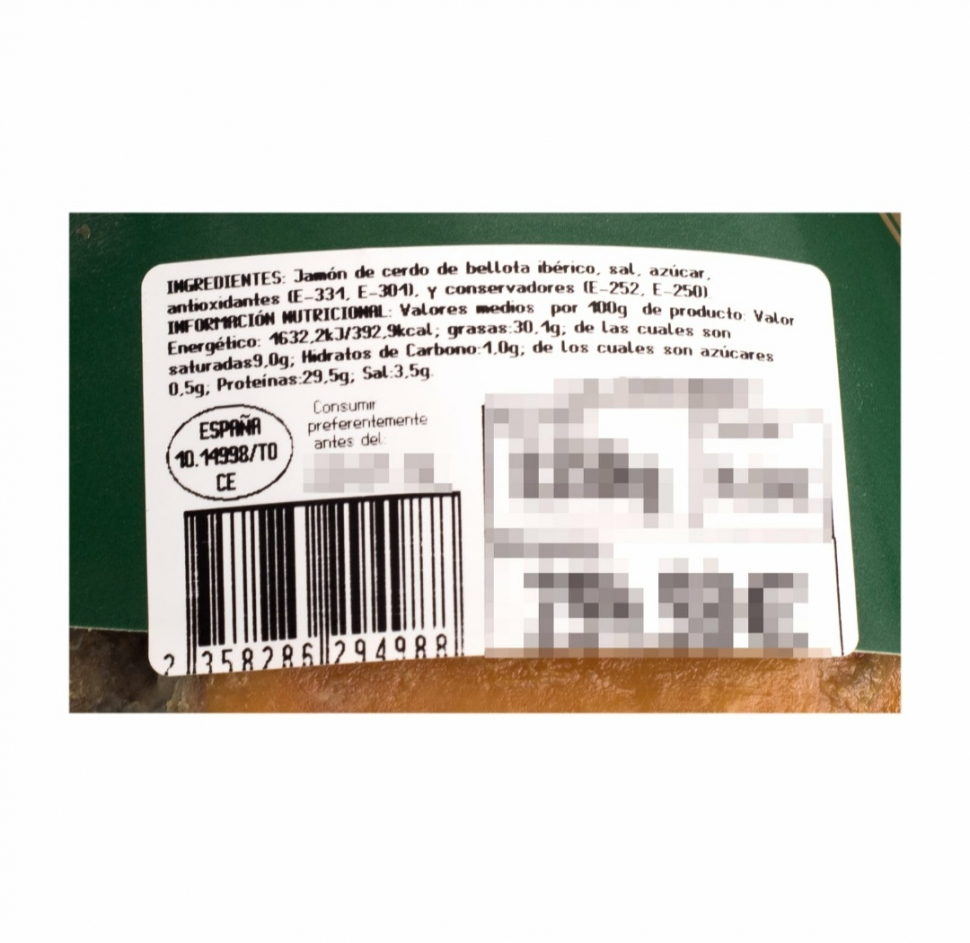 INGREDIENTES: Jamón de cerdo de bellota ibérico, sal, azúcar,
antioxidantes (E-331, E-301), y conservadores (E-252, E-250)
INFORMACIÓN NUTRICIONAL: Valores medios por 100g de producto: Valor
Energético: 1632,2kJ/392,9kcal; grasas:30,1g; de las cuales son
saturadas9,0g; Hidratos de Carbono:1,0g; de los cuales son azúcares
0,5g; Proteínas:29,5g; Sal:3,5g
Consumir
preferentemente
antes del:
ESPAÑA
10.14998/TO
CE
2 358286 294988